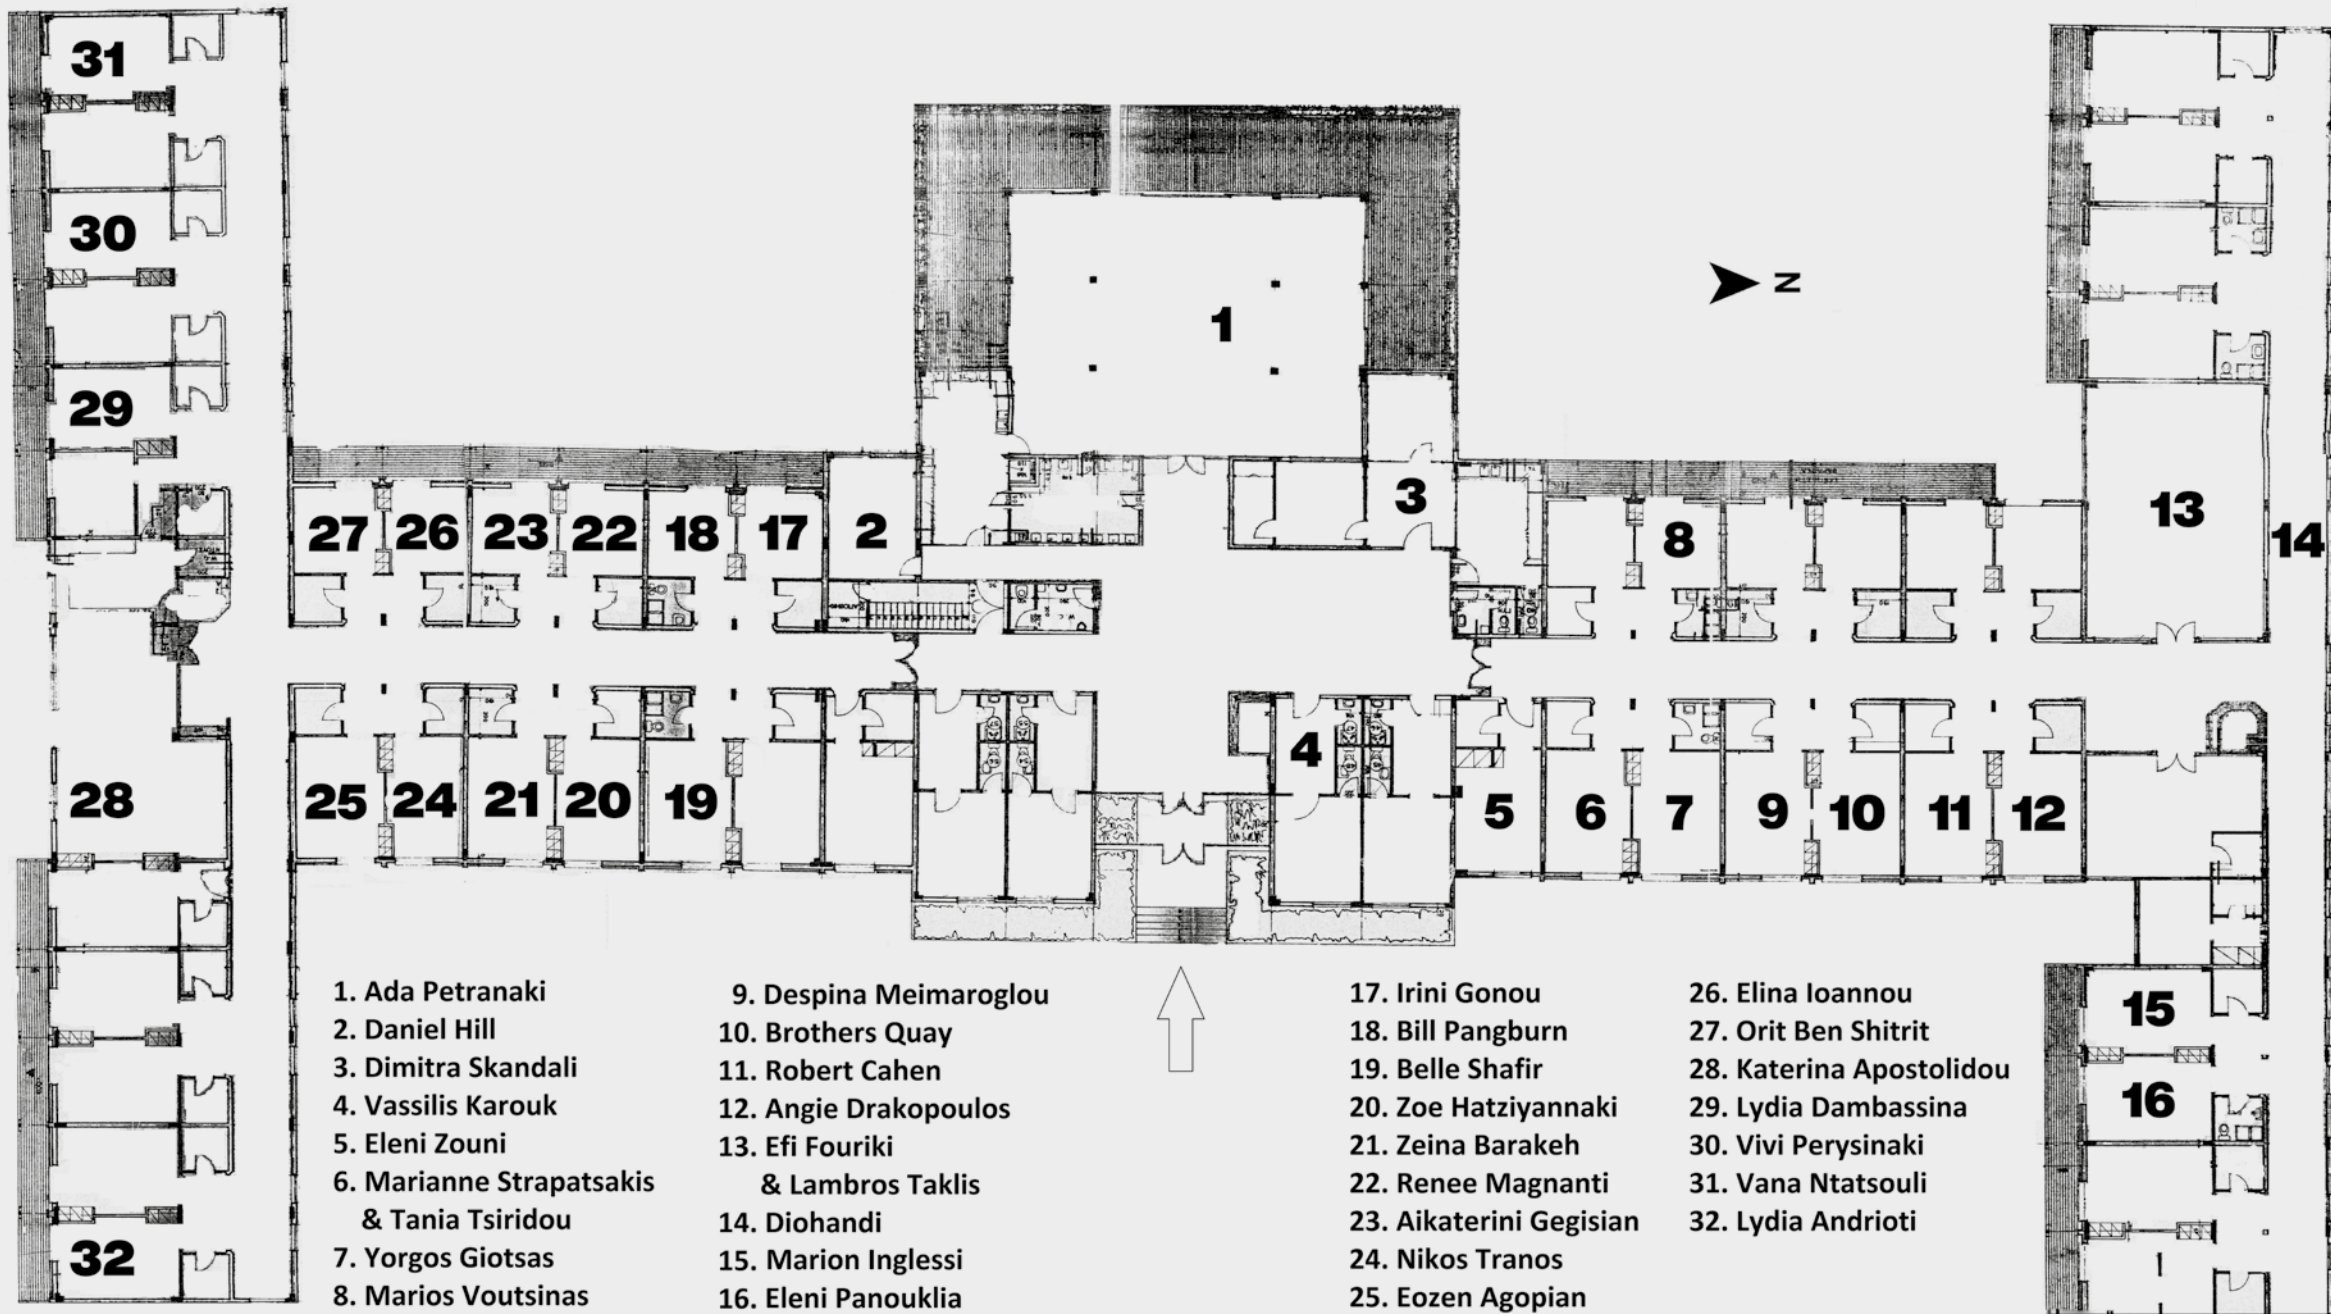 31
30
29
1
N
3
13
14
27
26
23
22
18
17
2
8
28
25
24
21
20
19
4
5
6
7
9
10
11
12
15
16
32
1. Ada Petranaki
2. Daniel Hill
3. Dimitra Skandali
4. Vassilis Karouk
5. Eleni Zouni
6. Marianne Strapatsakis
& Tania Tsiridou
7. Yorgos Giotsas
8. Marios Voutsinas
9. Despina Meimaroglou
10. Brothers Quay
11. Robert Cahen
12. Angie Drakopoulos
13. Efi Fouriki
& Lambros Taklis
14. Diohandi
15. Marion Inglessi
16. Eleni Panouklia
17. Irini Gonou
18. Bill Pangburn
19. Belle Shafir
20. Zoe Hatziyannaki
21. Zeina Barakeh
22. Renee Magnanti
23. Aikaterini Gegisian
24. Nikos Tranos
25. Eozen Agopian
26. Elina Ioannou
27. Orit Ben Shitrit
28. Katerina Apostolidou
29. Lydia Dambassina
30. Vivi Perysinaki
31. Vana Ntatsouli
32. Lydia Andrioti